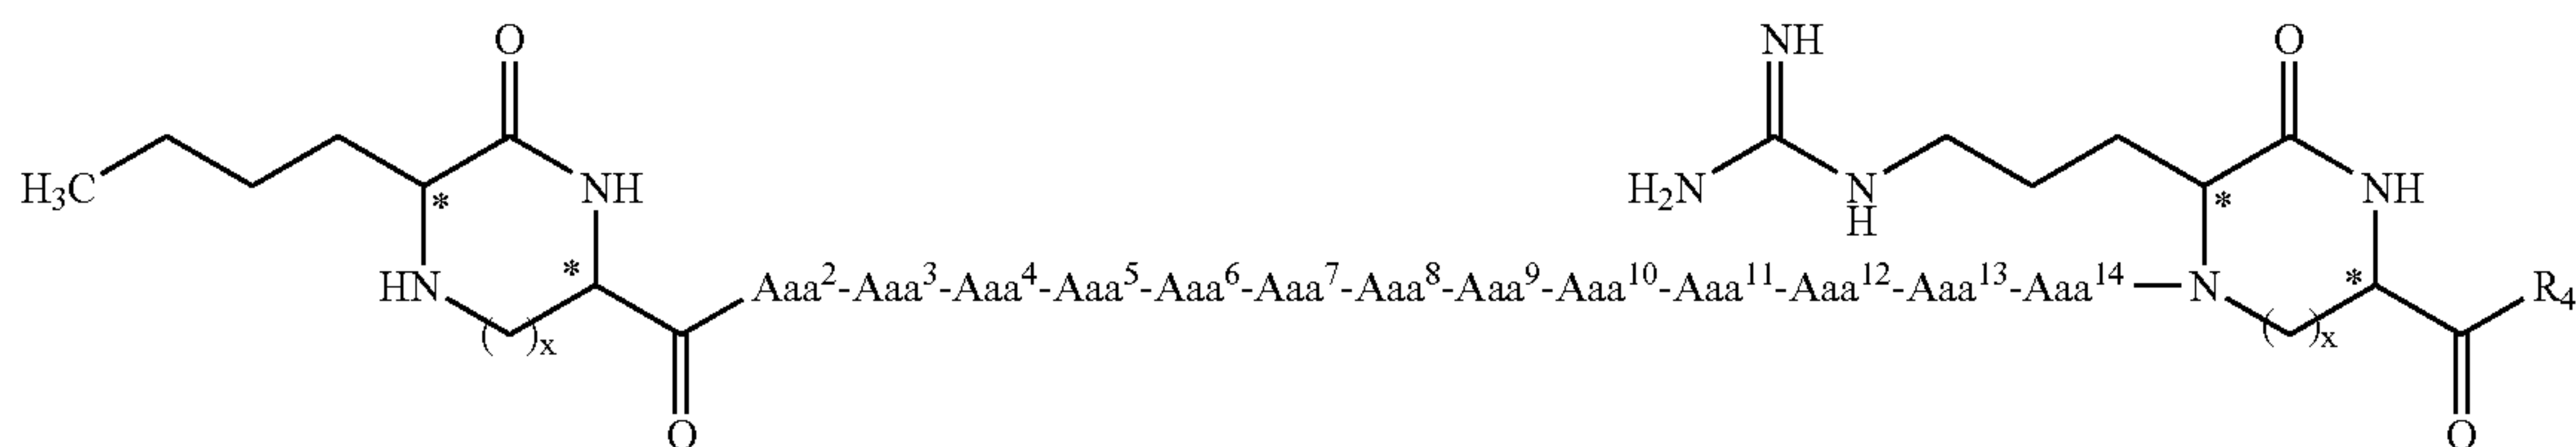 O NH O
H₃C NH H₂N N H NH
* * * *
HN Aaa²-Aaa³-Aaa⁴-Aaa⁵-Aaa⁶-Aaa⁷-Aaa⁸-Aaa⁹-Aaa¹⁰-Aaa¹¹-Aaa¹²-Aaa¹³-Aaa¹⁴ N R₄
( )x ( )x
O O